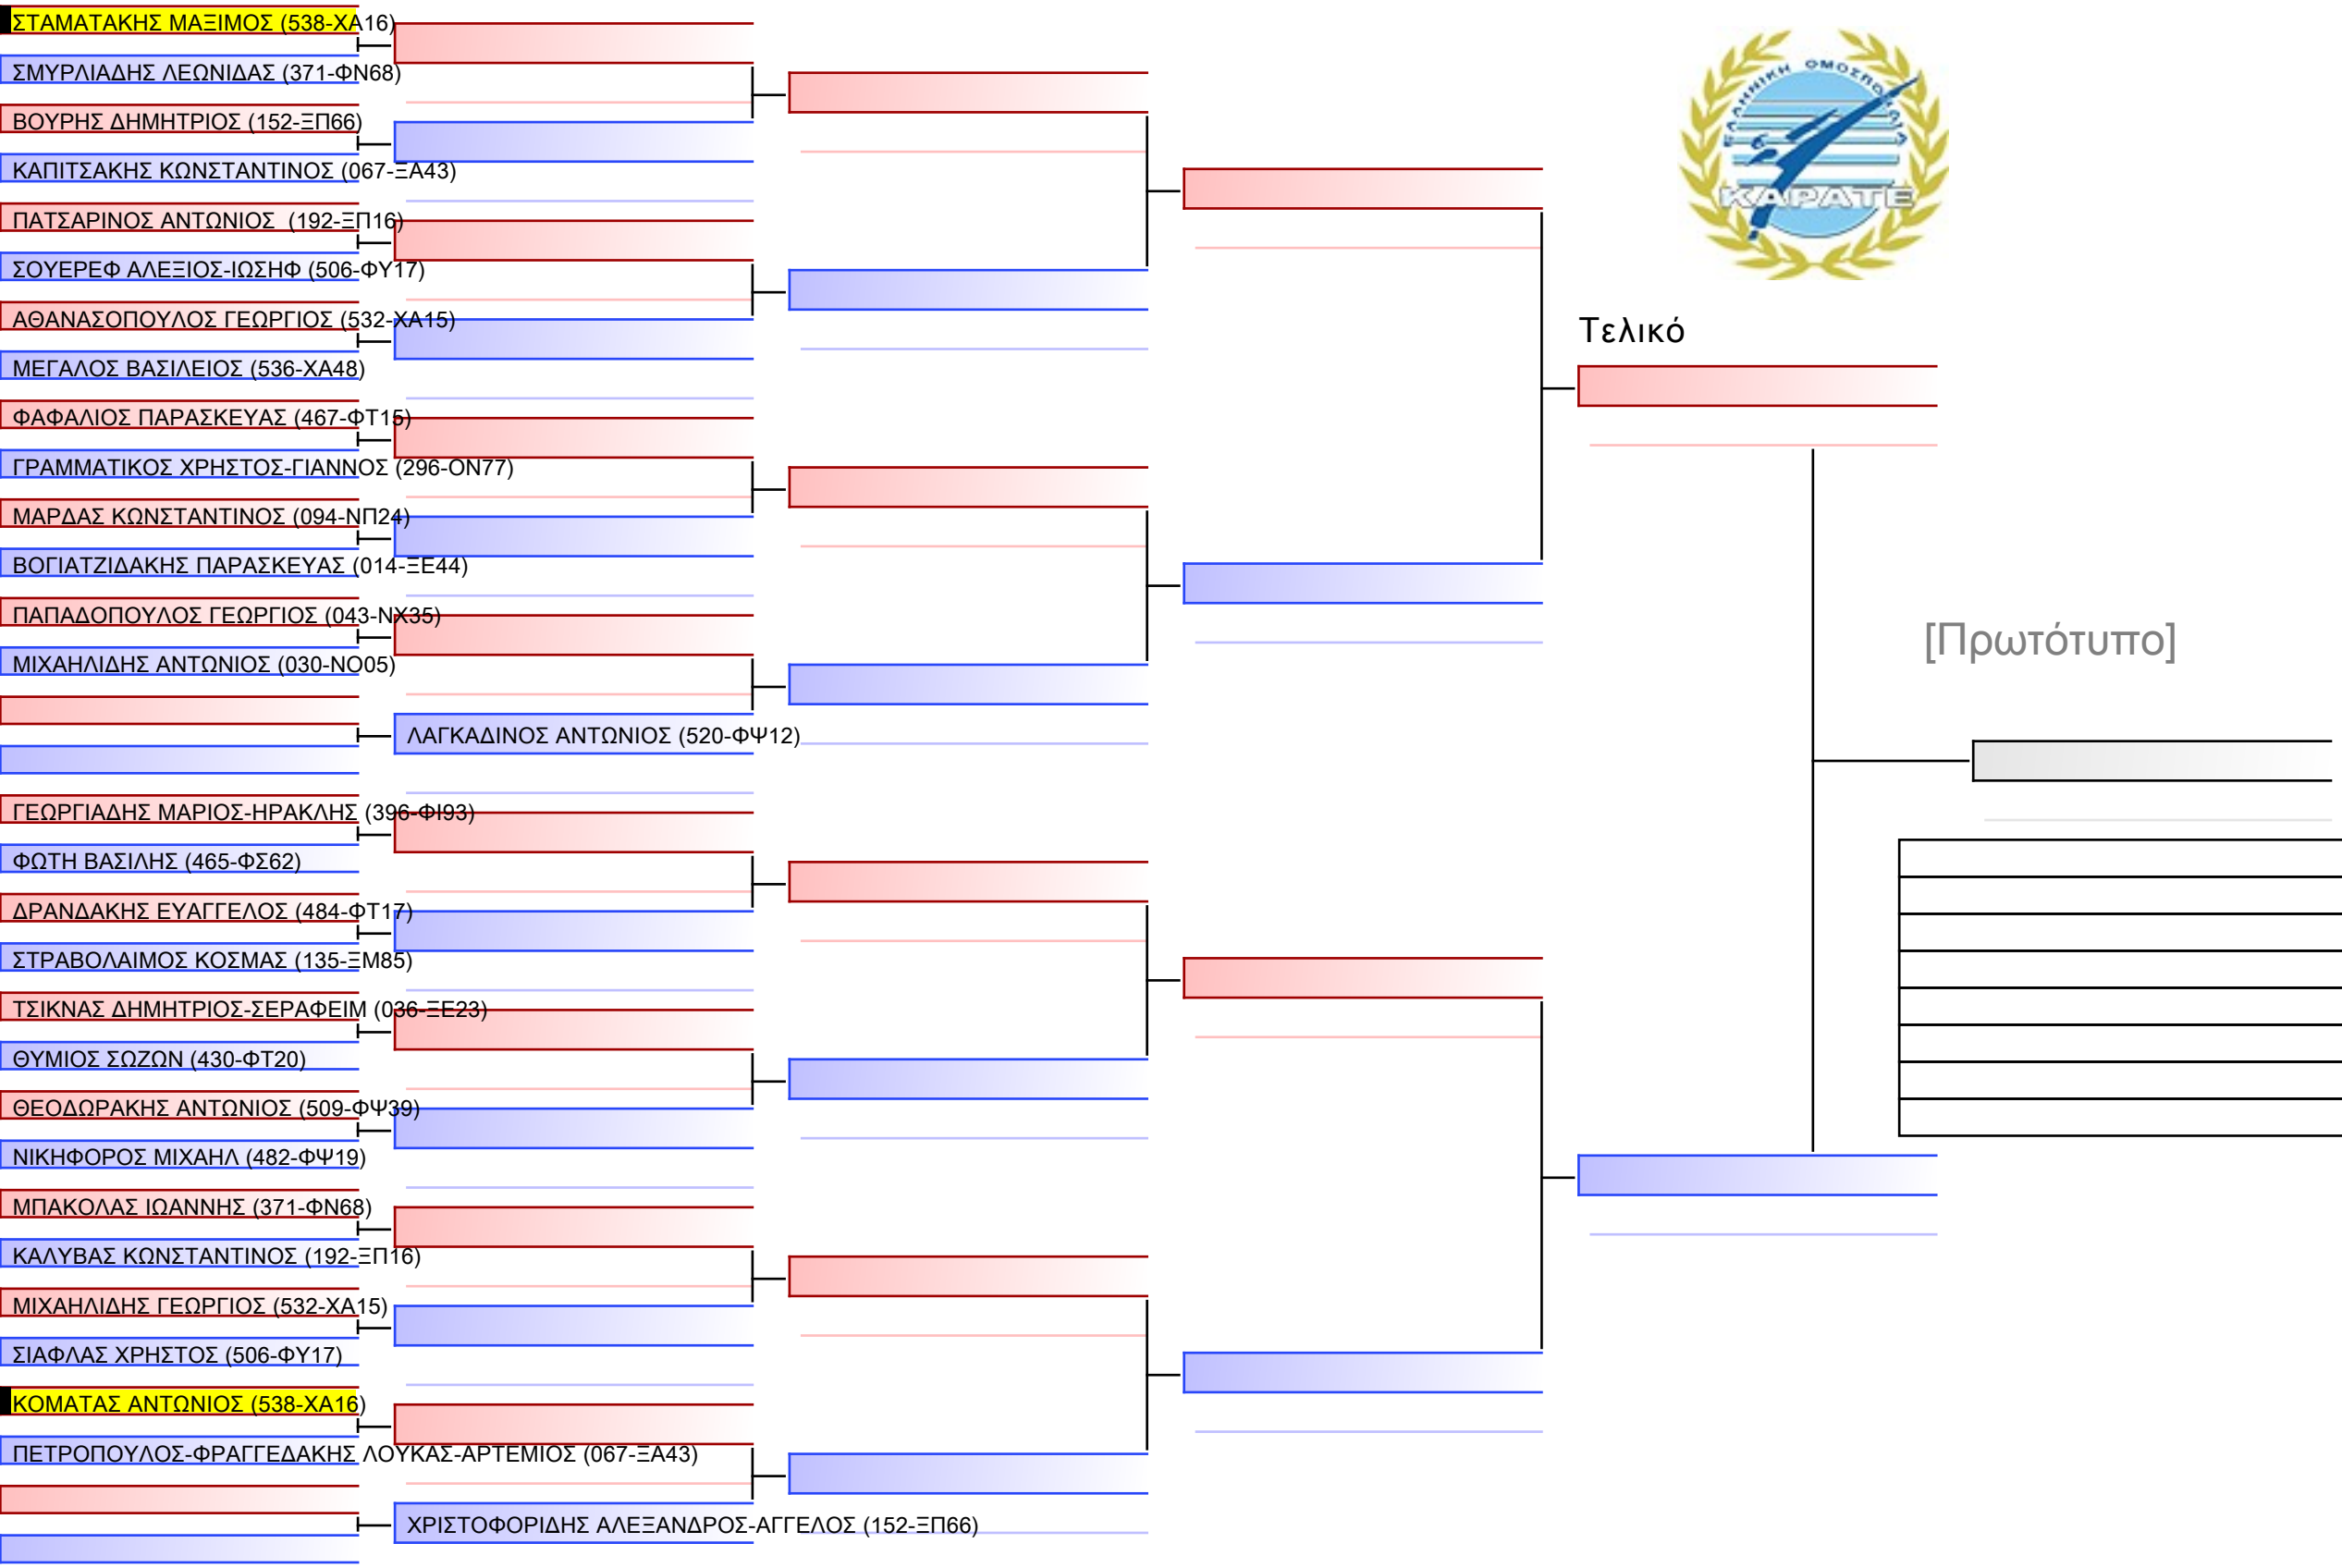 ΣΤΑΜΑΤΑΚΗΣ ΜΑΞΙΜΟΣ (538-ΧΑ16)
ΣΜΥΡΛΙΑΔΗΣ ΛΕΩΝΙΔΑΣ (371-ΦΝ68)
ΒΟΥΡΗΣ ΔΗΜΗΤΡΙΟΣ (152-ΞΠ66)
ΚΑΠΙΤΣΑΚΗΣ ΚΩΝΣΤΑΝΤΙΝΟΣ (067-ΞΑ43)
ΠΑΤΣΑΡΙΝΟΣ ΑΝΤΩΝΙΟΣ (192-ΞΠ16)
ΣΟΥΕΡΕΦ ΑΛΕΞΙΟΣ-ΙΩΣΗΦ (506-ΦΥ17)
ΑΘΑΝΑΣΟΠΟΥΛΟΣ ΓΕΩΡΓΙΟΣ (532-ΧΑ15)
ΜΕΓΑΛΟΣ ΒΑΣΙΛΕΙΟΣ (536-ΧΑ48)
ΦΑΦΑΛΙΟΣ ΠΑΡΑΣΚΕΥΑΣ (467-ΦΤ15)
ΓΡΑΜΜΑΤΙΚΟΣ ΧΡΗΣΤΟΣ-ΓΙΑΝΝΟΣ (296-ΟΝ77)
ΜΑΡΔΑΣ ΚΩΝΣΤΑΝΤΙΝΟΣ (094-ΝΠ24)
ΒΟΓΙΑΤΖΙΔΑΚΗΣ ΠΑΡΑΣΚΕΥΑΣ (014-ΞΕ44)
ΠΑΠΑΔΟΠΟΥΛΟΣ ΓΕΩΡΓΙΟΣ (043-ΝΧ35)
ΜΙΧΑΗΛΙΔΗΣ ΑΝΤΩΝΙΟΣ (030-ΝΟ05)
ΛΑΓΚΑΔΙΝΟΣ ΑΝΤΩΝΙΟΣ (520-ΦΨ12)
ΓΕΩΡΓΙΑΔΗΣ ΜΑΡΙΟΣ-ΗΡΑΚΛΗΣ (396-ΦΙ93)
ΦΩΤΗ ΒΑΣΙΛΗΣ (465-ΦΣ62)
ΔΡΑΝΔΑΚΗΣ ΕΥΑΓΓΕΛΟΣ (484-ΦΤ17)
ΣΤΡΑΒΟΛΑΙΜΟΣ ΚΟΣΜΑΣ (135-ΞΜ85)
ΤΣΙΚΝΑΣ ΔΗΜΗΤΡΙΟΣ-ΣΕΡΑΦΕΙΜ (036-ΞΕ23)
ΘΥΜΙΟΣ ΣΩΖΩΝ (430-ΦΤ20)
ΘΕΟΔΩΡΑΚΗΣ ΑΝΤΩΝΙΟΣ (509-ΦΨ39)
ΝΙΚΗΦΟΡΟΣ ΜΙΧΑΗΛ (482-ΦΨ19)
ΜΠΑΚΟΛΑΣ ΙΩΑΝΝΗΣ (371-ΦΝ68)
ΚΑΛΥΒΑΣ ΚΩΝΣΤΑΝΤΙΝΟΣ (192-ΞΠ16)
ΜΙΧΑΗΛΙΔΗΣ ΓΕΩΡΓΙΟΣ (532-ΧΑ15)
ΣΙΑΦΛΑΣ ΧΡΗΣΤΟΣ (506-ΦΥ17)
ΚΟΜΑΤΑΣ ΑΝΤΩΝΙΟΣ (538-ΧΑ16)
ΠΕΤΡΟΠΟΥΛΟΣ-ΦΡΑΓΓΕΔΑΚΗΣ ΛΟΥΚΑΣ-ΑΡΤΕΜΙΟΣ (067-ΞΑ43)
ΧΡΙΣΤΟΦΟΡΙΔΗΣ ΑΛΕΞΑΝΔΡΟΣ-ΑΓΓΕΛΟΣ (152-ΞΠ66)
ΕΛΛΗΝΙΚΗ ΟΜΟΣΠΟΝΔΙΑ
ΚΑΡΑΤΕ
Τελικό
[Πρωτότυπο]